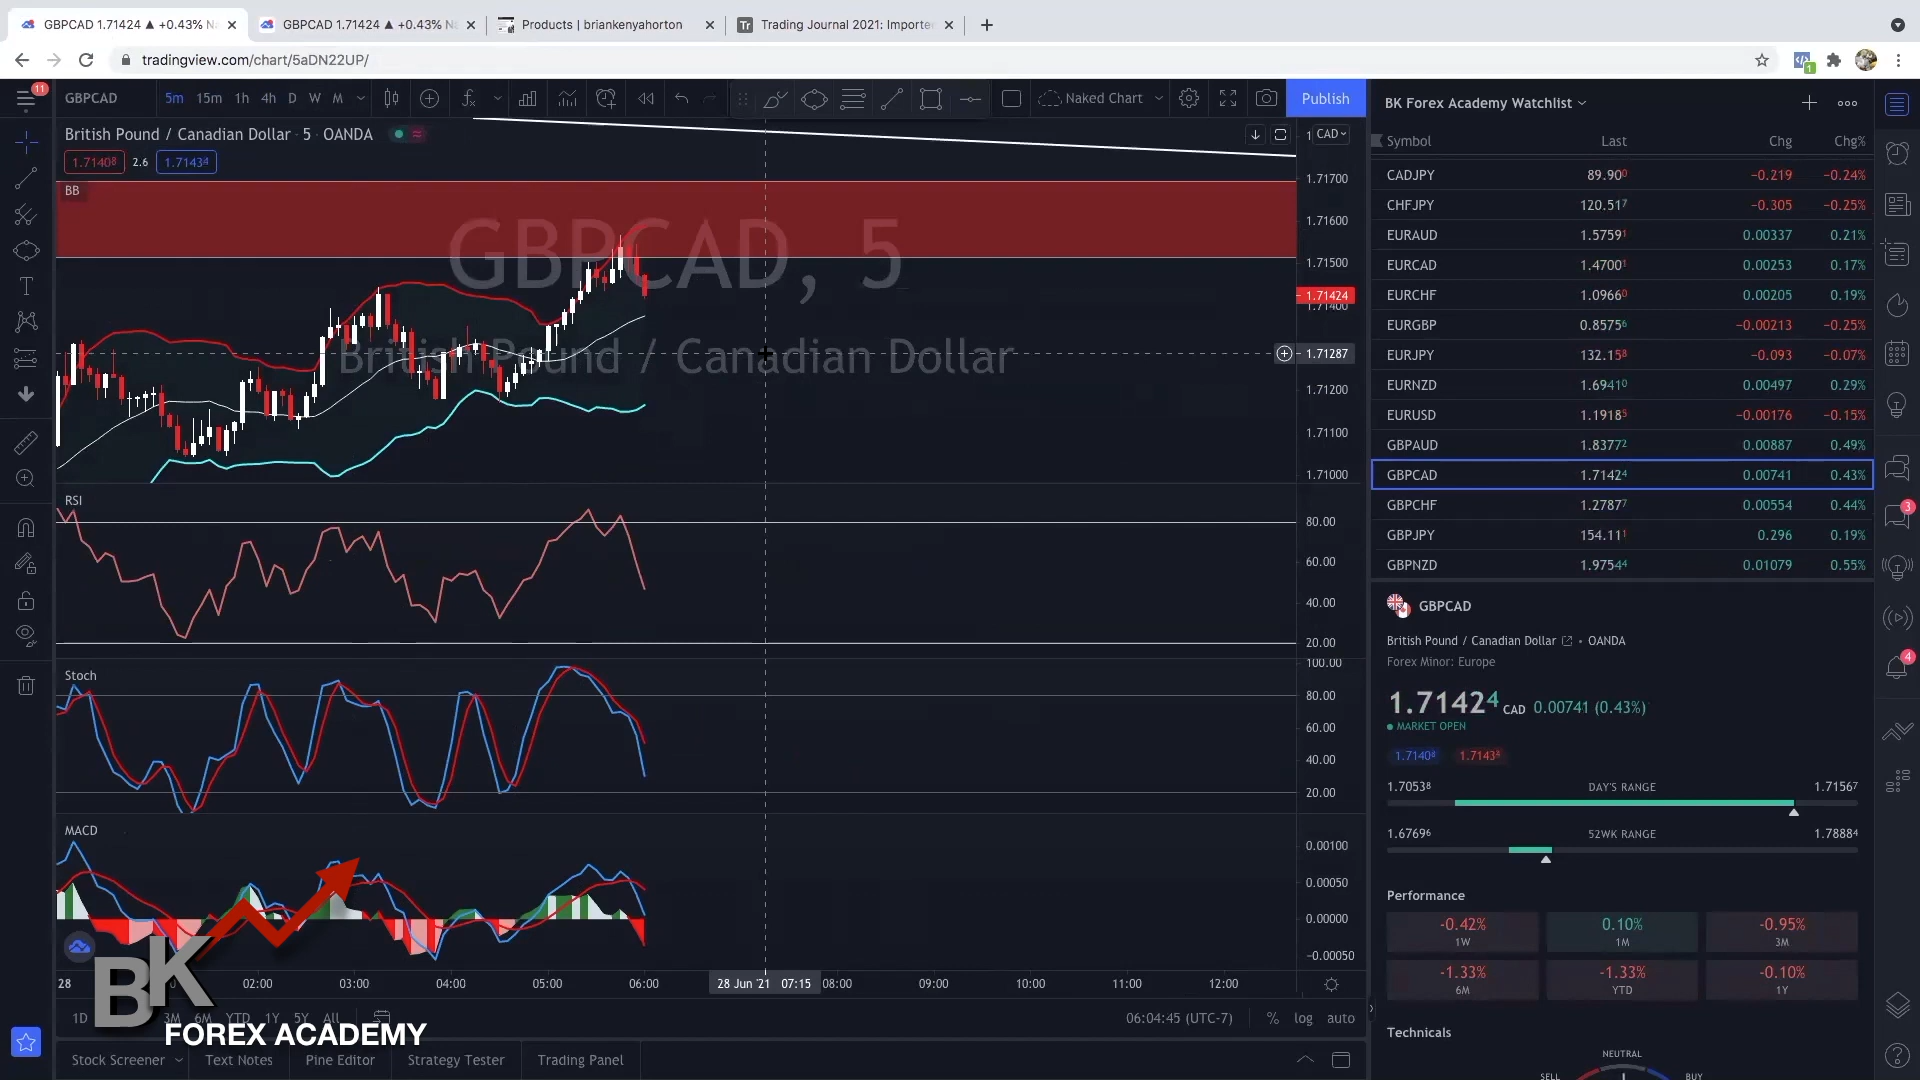 GBPCAD 1.71424 ▲ +0.43% Na
GBPCAD 1.71424 ▲ +0.43% Na
Products | briankenyahorton
Trading Journal 2021: Importe
tradingview.com/chart/5aDN22UP/
1
11
GBPCAD 5m 15m 1h 4h D W M
Naked Chart
Publish
British Pound / Canadian Dollar · 5 · OANDA
1.71408 2.6 1.71434
BB
GBPCAD, 5
British Pound / Canadian Dollar
CAD
1.71700
1.71600
1.71500
1.71424
1.71400
1.71287
1.71200
1.71100
1.71000
RSI
80.00
60.00
40.00
20.00
Stoch
100.00
80.00
60.00
40.00
20.00
MACD
0.00100
0.00050
0.00000
−0.00050
28 02:00 03:00 04:00 05:00 06:00 28 Jun '21 07:15 08:00 09:00 10:00 11:00 12:00
1D 3M 6M YTD 1Y 5Y All
06:04:45 (UTC-7) % log auto
BK
FOREX ACADEMY
Stock Screener Text Notes Pine Editor Strategy Tester Trading Panel
BK Forex Academy Watchlist
Symbol Last Chg Chg%
CADJPY 89.900 −0.219 −0.24%
CHFJPY 120.517 −0.305 −0.25%
EURAUD 1.57591 0.00337 0.21%
EURCAD 1.47001 0.00253 0.17%
EURCHF 1.09660 0.00205 0.19%
EURGBP 0.85756 −0.00213 −0.25%
EURJPY 132.158 −0.093 −0.07%
EURNZD 1.69410 0.00497 0.29%
EURUSD 1.19185 −0.00176 −0.15%
GBPAUD 1.83772 0.00887 0.49%
GBPCAD 1.71424 0.00741 0.43%
GBPCHF 1.27877 0.00554 0.44%
GBPJPY 154.111 0.296 0.19%
GBPNZD 1.97544 0.01079 0.55%
GBPCAD
British Pound / Canadian Dollar • OANDA
Forex Minor: Europe
1.71424 CAD 0.00741 (0.43%)
MARKET OPEN
1.71408 1.71434
1.70538 DAY'S RANGE 1.71567
1.67696 52WK RANGE 1.78884
Performance
-0.42% 0.10% -0.95%
1W 1M 3M
-1.33% -1.33% -0.10%
6M YTD 1Y
Technicals
NEUTRAL
SELL BUY
3
4